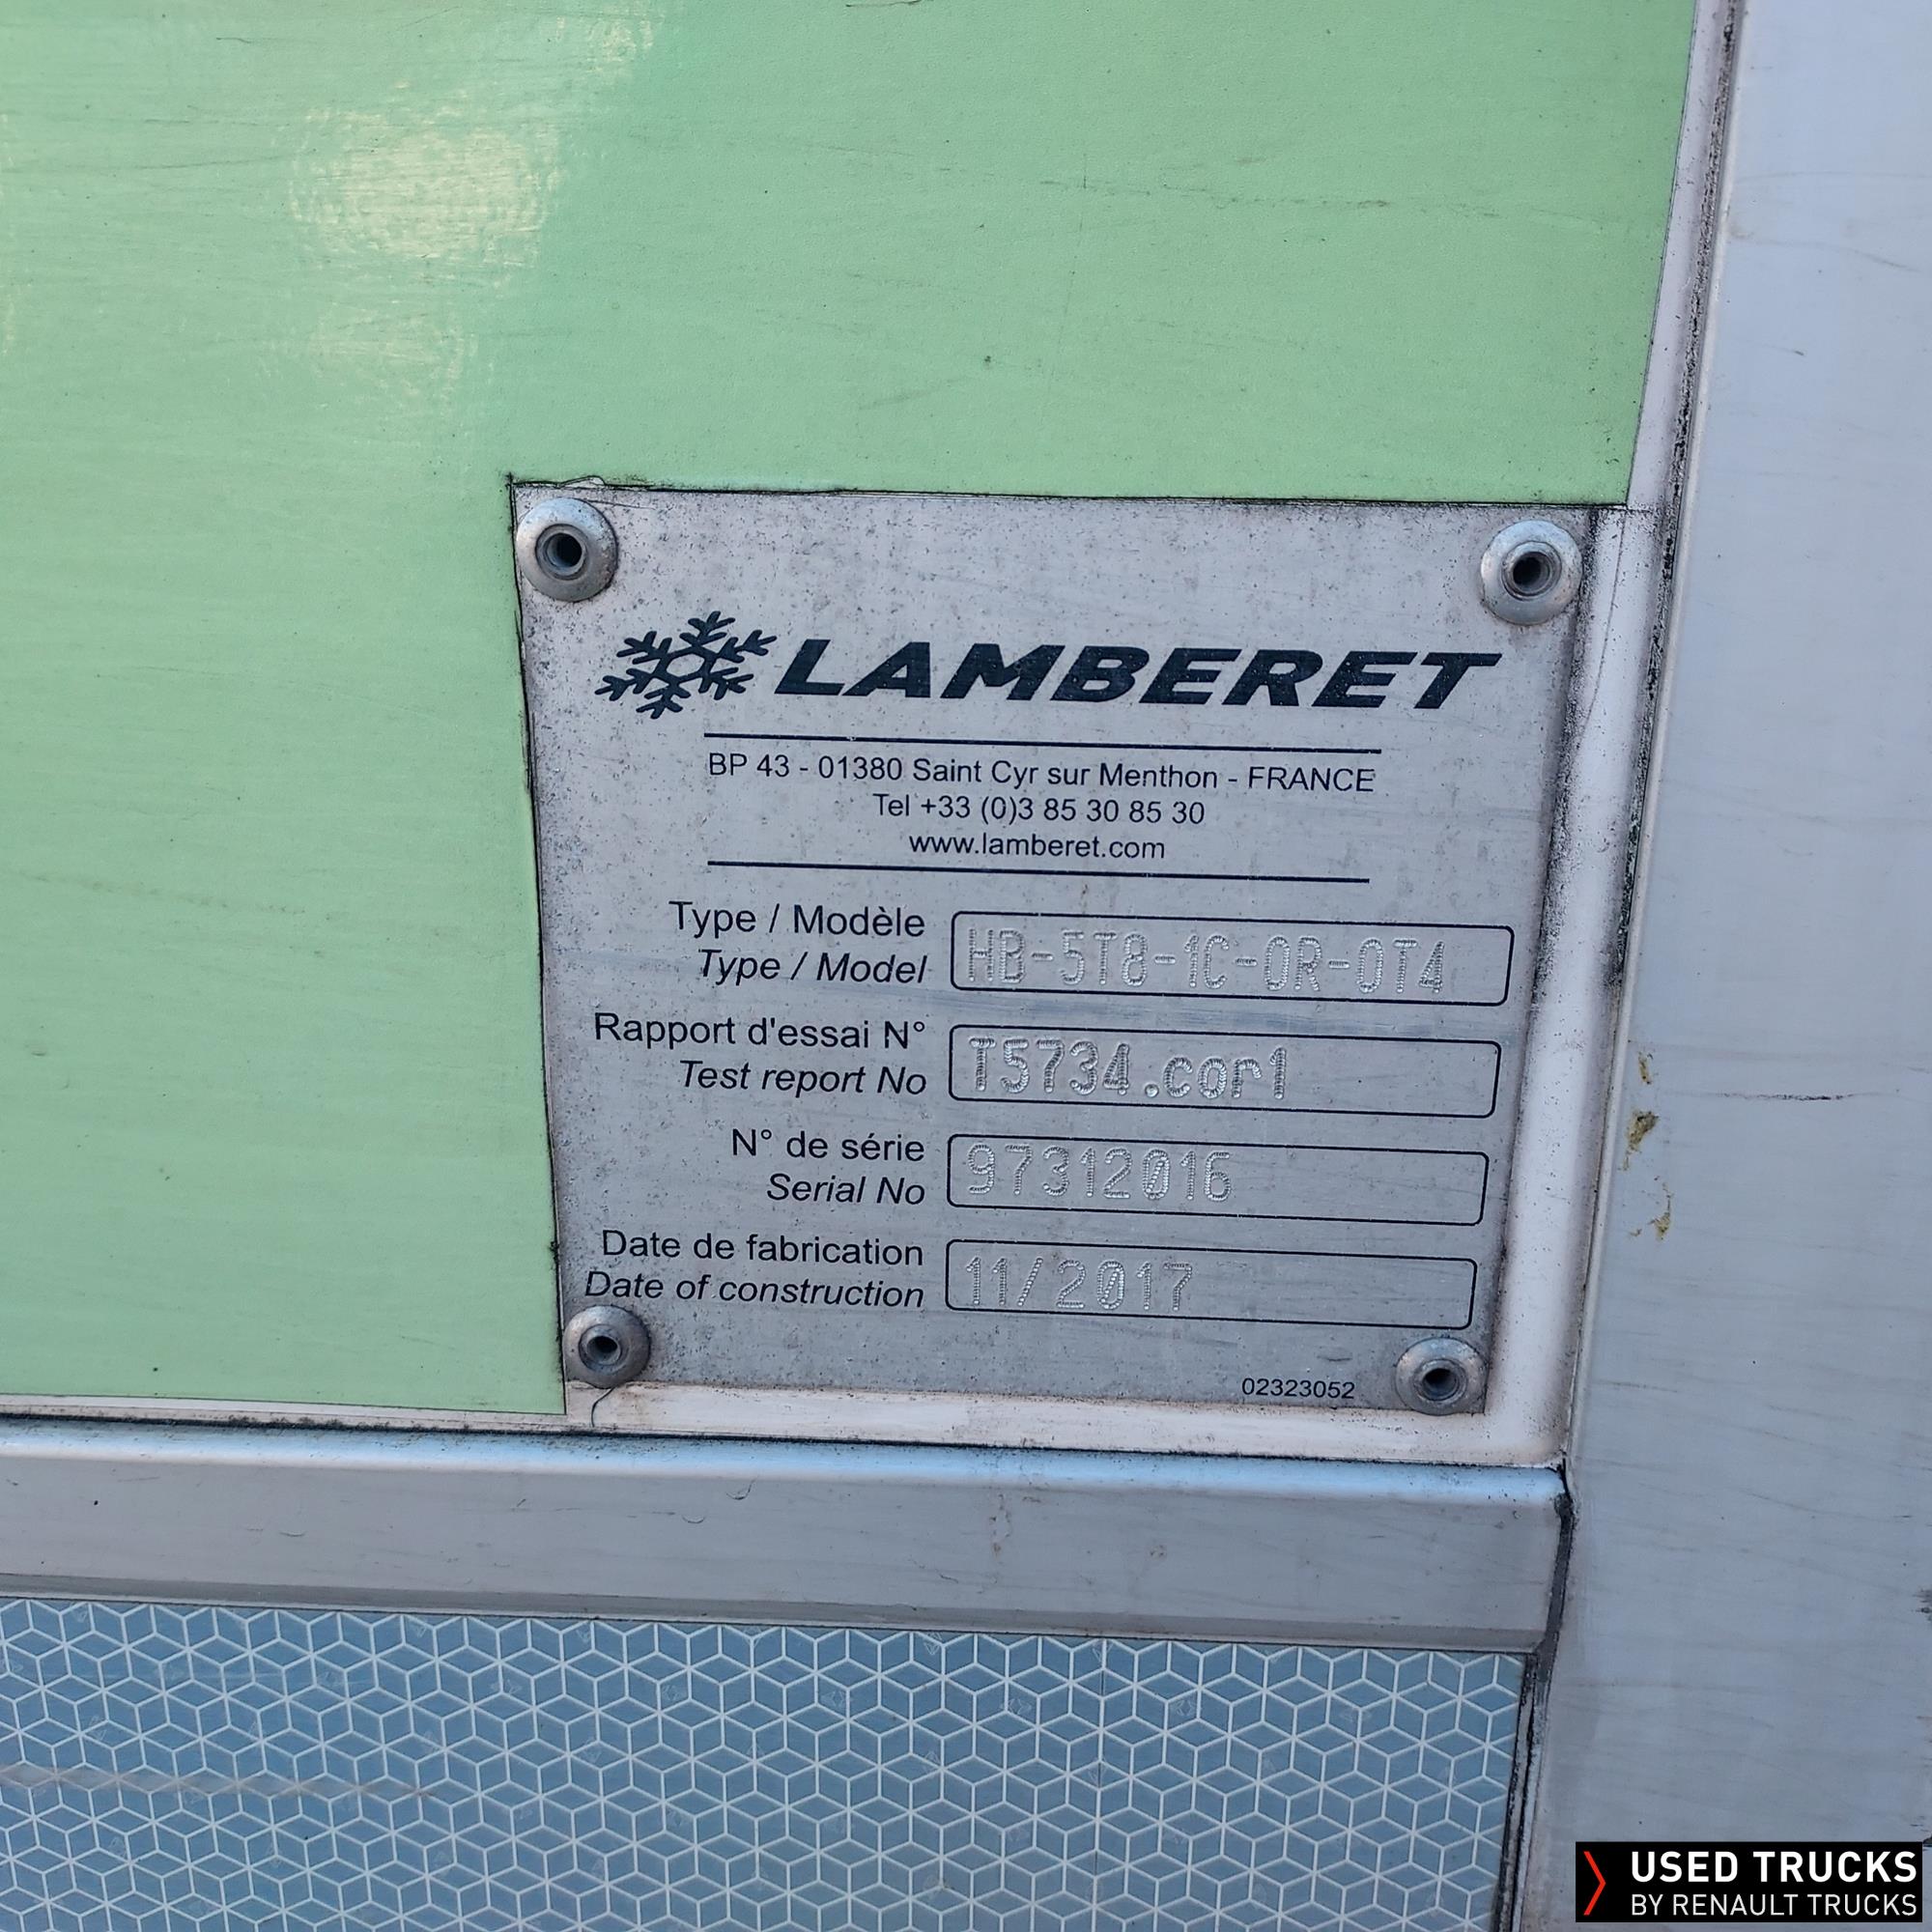 LAMBERET
BP 43 - 01380 Saint Cyr sur Menthon - FRANCE
Tel +33 (0)3 85 30 85 30
www.lamberet.com
Type / Modèle
Type / Model
HB-5T8-1C-0R-0T4
Rapport d'essai N°
Test report No
T5734.cor1
N° de série
Serial No
97312016
Date de fabrication
Date of construction
11/2017
02323052
USED TRUCKS
BY RENAULT TRUCKS